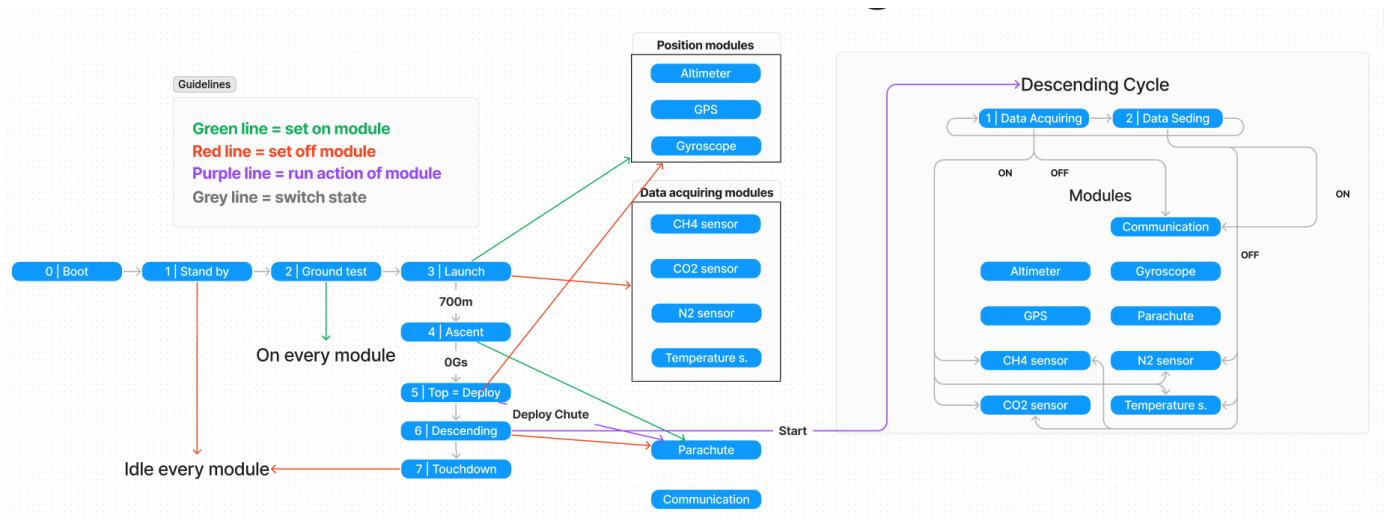 Guidelines
Green line = set on module
Red line = set off module
Purple line = run action of module
Grey line = switch state
0 | Boot
1 | Stand by
2 | Ground test
3 | Launch
700m
4 | Ascent
0Gs
5 | Top = Deploy
6 | Descending
7 | Touchdown
On every module
Idle every module
Deploy Chute
Start
Position modules
Altimeter
GPS
Gyroscope
Data acquiring modules
CH4 sensor
CO2 sensor
N2 sensor
Temperature s.
Parachute
Communication
Descending Cycle
1 | Data Acquiring
2 | Data Seding
ON
OFF
ON
Modules
Communication
OFF
Altimeter
Gyroscope
GPS
Parachute
CH4 sensor
N2 sensor
CO2 sensor
Temperature s.